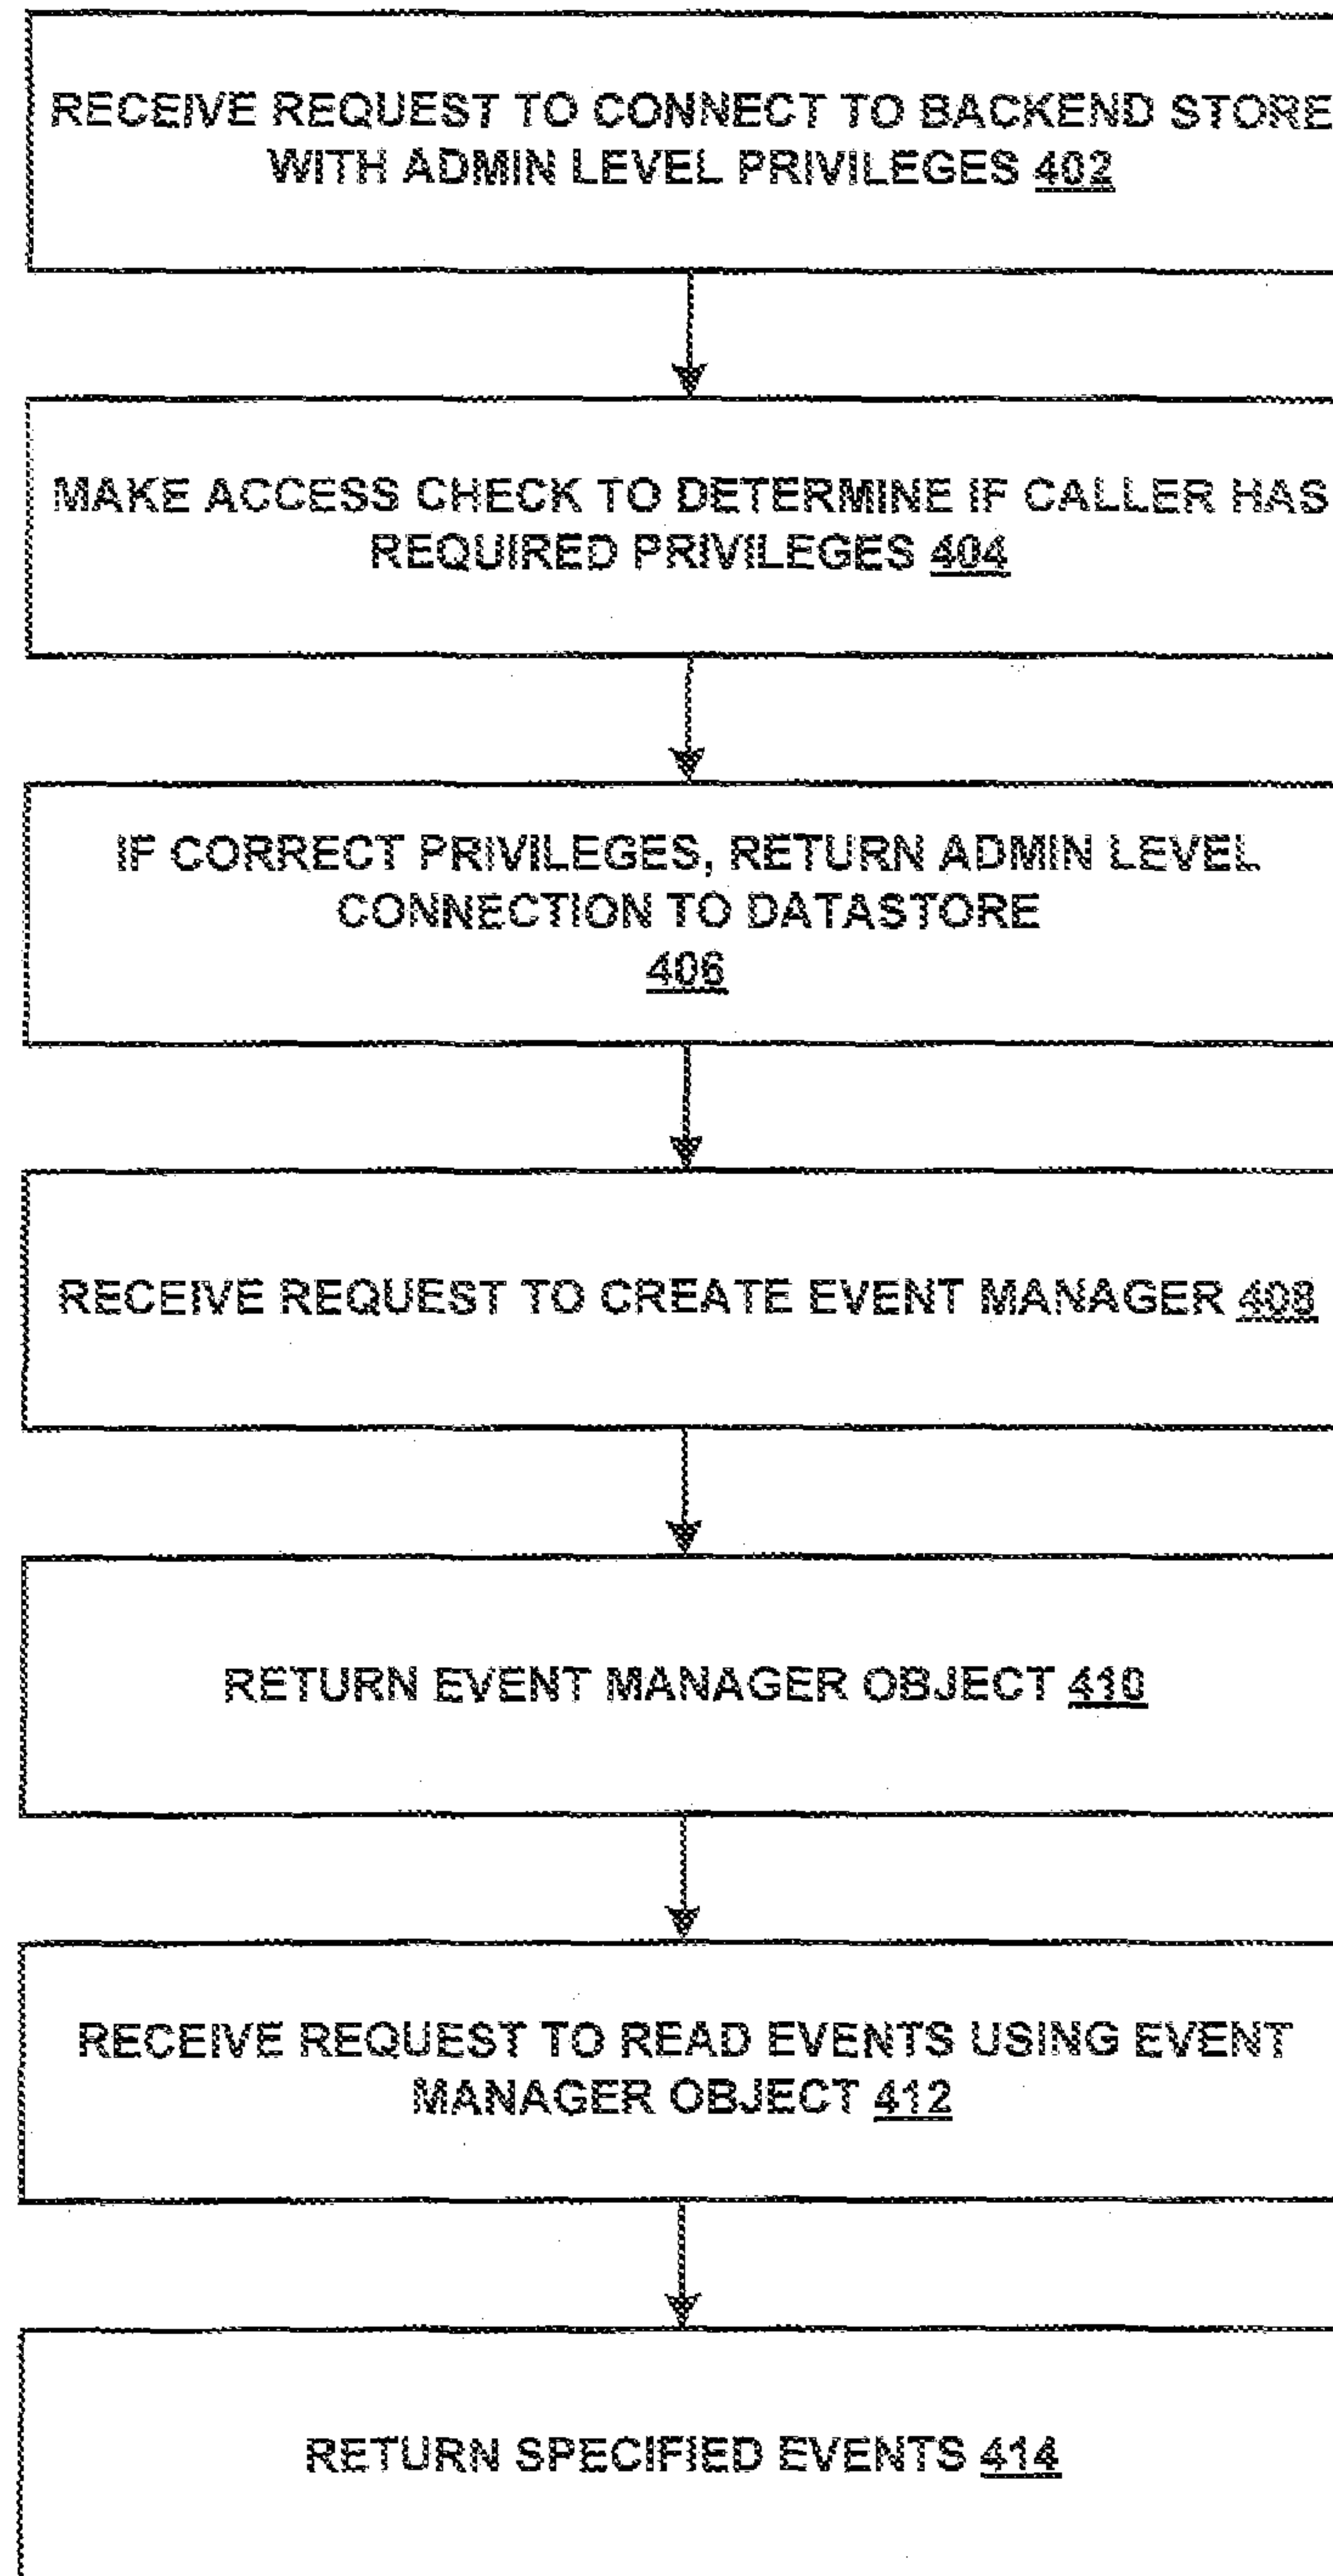 RECEIVE REQUEST TO CONNECT TO BACKEND STORE
WITH ADMIN LEVEL PRIVILEGES 402
MAKE ACCESS CHECK TO DETERMINE IF CALLER HAS
REQUIRED PRIVILEGES 404
IF CORRECT PRIVILEGES, RETURN ADMIN LEVEL
CONNECTION TO DATASTORE
406
RECEIVE REQUEST TO CREATE EVENT MANAGER 408
RETURN EVENT MANAGER OBJECT 410
RECEIVE REQUEST TO READ EVENTS USING EVENT
MANAGER OBJECT 412
RETURN SPECIFIED EVENTS 414